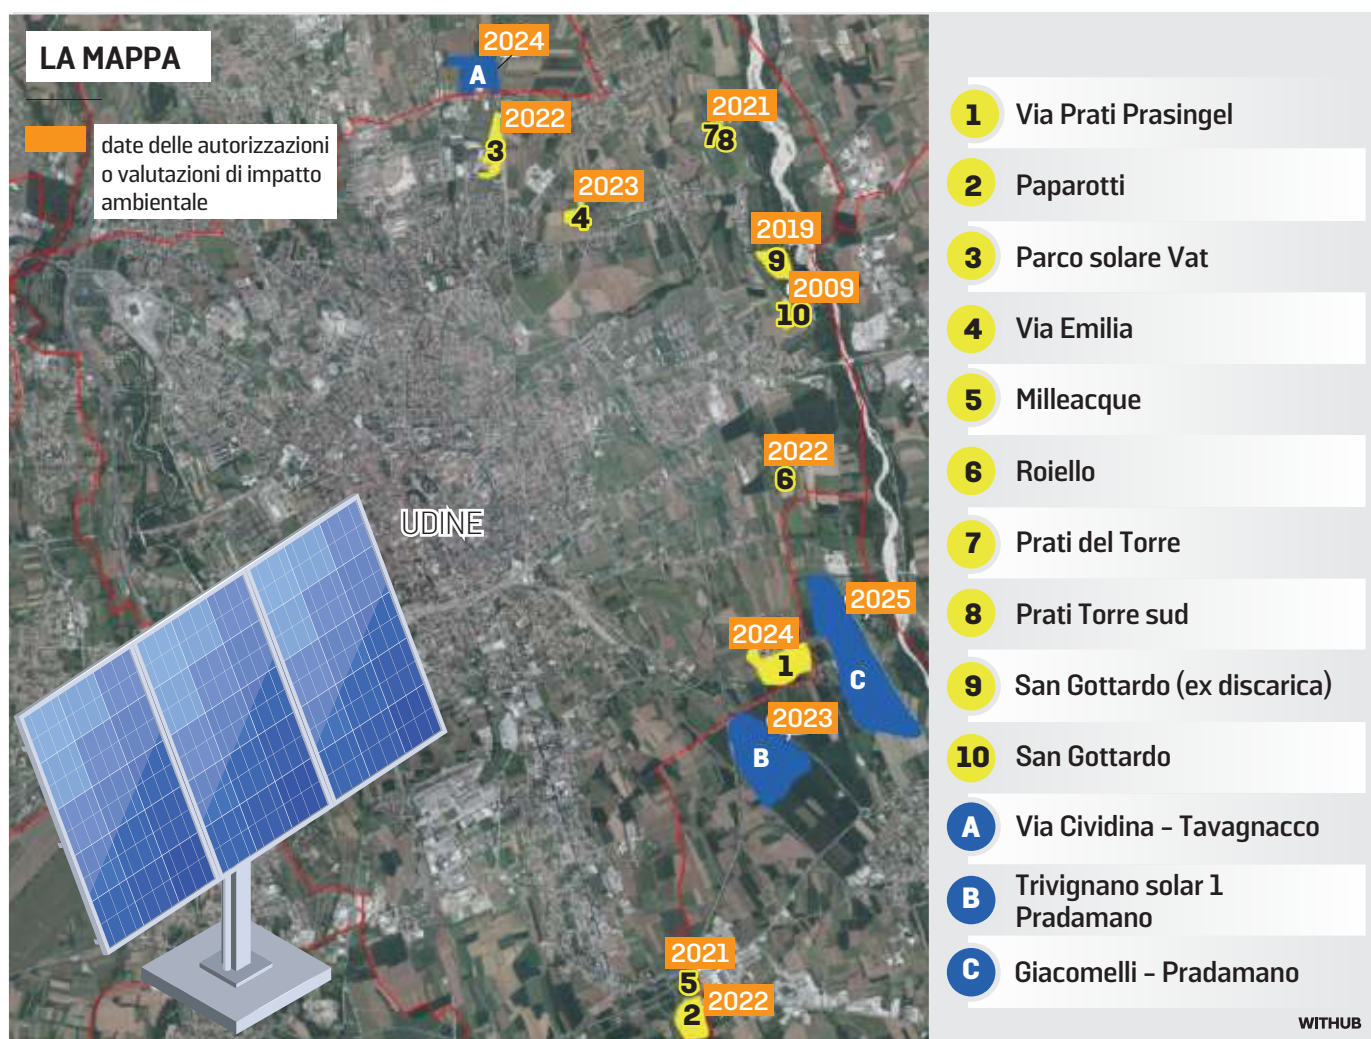 LA MAPPA
date delle autorizzazioni
o valutazioni di impatto
ambientale
2024
A
2022
3
2021
7
8
2023
4
2019
9
2009
10
2022
6
UDINE
2025
C
2024
1
2023
B
2021
5
2022
2
1 Via Prati Prasingel
2 Paparotti
3 Parco solare Vat
4 Via Emilia
5 Milleacque
6 Roiello
7 Prati del Torre
8 Prati Torre sud
9 San Gottardo (ex discarica)
10 San Gottardo
A Via Cividina – Tavagnacco
B Trivignano solar 1
Pradamano
C Giacomelli – Pradamano
WITHUB